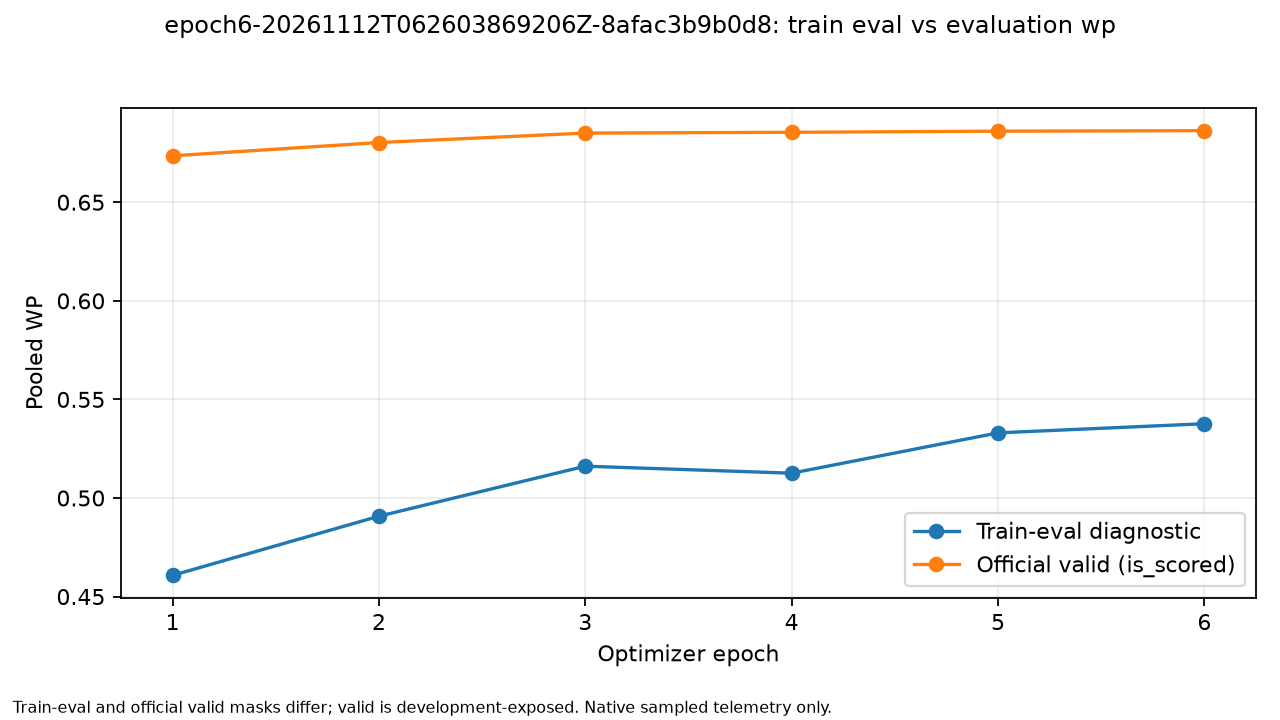 epoch6-20261112T062603869206Z-8afac3b9b0d8: train eval vs evaluation wp
Pooled WP
0.65
0.60
0.55
0.50
0.45
Train-eval diagnostic
Official valid (is_scored)
1 2 3 4 5 6
Optimizer epoch
Train-eval and official valid masks differ; valid is development-exposed. Native sampled telemetry only.